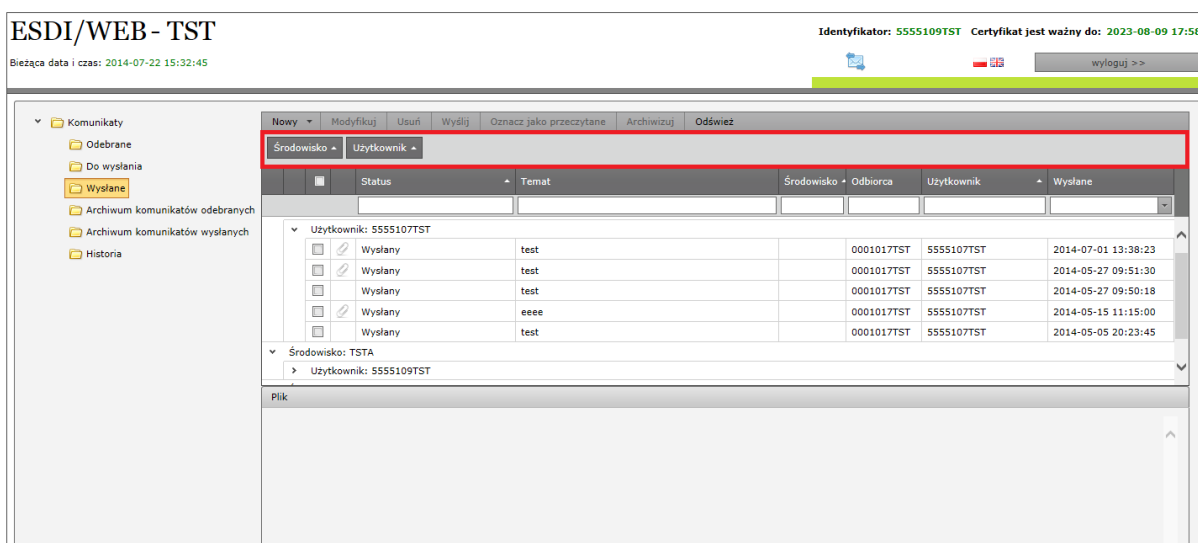 ESDI/WEB - TST
Identyfikator: 5555109TST Certyfikat jest ważny do: 2023-08-09 17:58
Bieżąca data i czas: 2014-07-22 15:32:45
wyloguj >>
Komunikaty
Odebrane
Do wysłania
Wysłane
Archiwum komunikatów odebranych
Archiwum komunikatów wysłanych
Historia
Nowy Modyfikuj Usuń Wyślij Oznacz jako przeczytane Archiwizuj Odśwież
Środowisko Użytkownik
Status Temat Środowisko Odbiorca Użytkownik Wysłane
Użytkownik: 5555107TST
Wysłany test 0001017TST 5555107TST 2014-07-01 13:38:23
Wysłany test 0001017TST 5555107TST 2014-05-27 09:51:30
Wysłany test 0001017TST 5555107TST 2014-05-27 09:50:18
Wysłany eeee 0001017TST 5555107TST 2014-05-15 11:15:00
Wysłany test 0001017TST 5555107TST 2014-05-05 20:23:45
Środowisko: TSTA
Użytkownik: 5555109TST
Plik